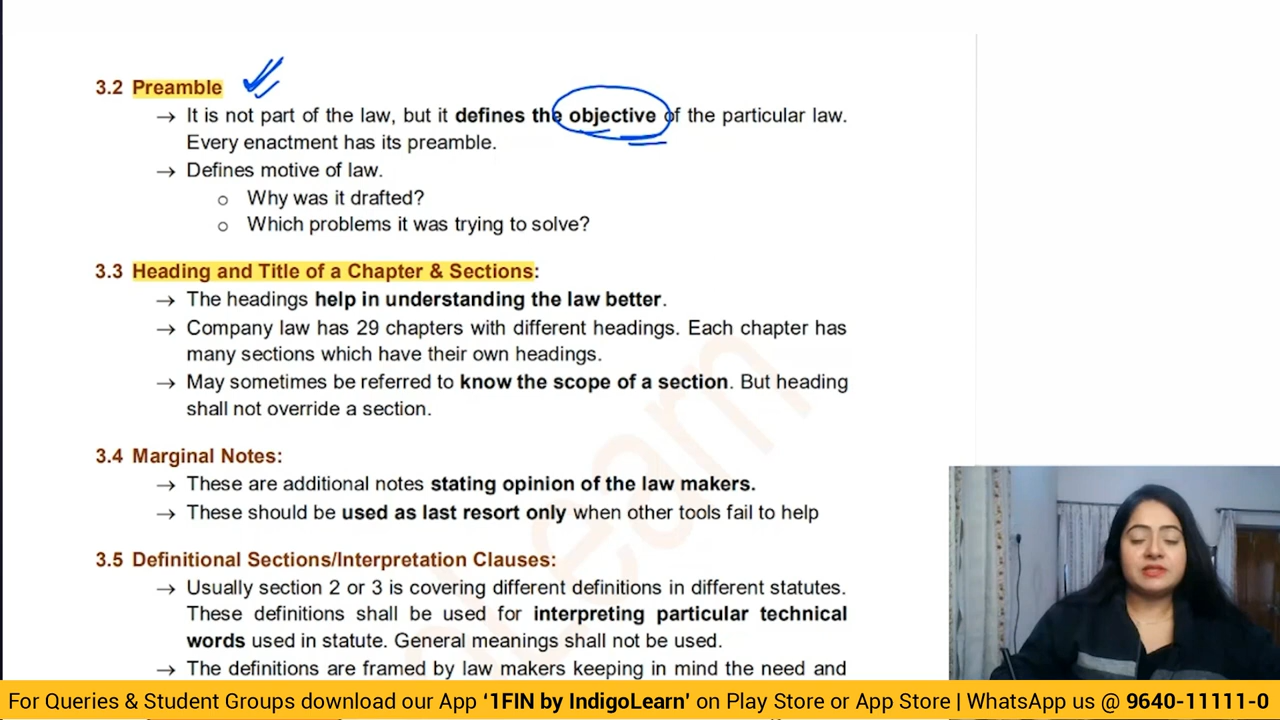 3.2 Preamble
→ It is not part of the law, but it defines the objective of the particular law.
Every enactment has its preamble.
→ Defines motive of law.
o Why was it drafted?
o Which problems it was trying to solve?
3.3 Heading and Title of a Chapter & Sections:
→ The headings help in understanding the law better.
→ Company law has 29 chapters with different headings. Each chapter has
many sections which have their own headings.
→ May sometimes be referred to know the scope of a section. But heading
shall not override a section.
3.4 Marginal Notes:
→ These are additional notes stating opinion of the law makers.
→ These should be used as last resort only when other tools fail to help
3.5 Definitional Sections/Interpretation Clauses:
→ Usually section 2 or 3 is covering different definitions in different statutes.
These definitions shall be used for interpreting particular technical
words used in statute. General meanings shall not be used.
→ The definitions are framed by law makers keeping in mind the need and
For Queries & Student Groups download our App ‘1FIN by IndigoLearn’ on Play Store or App Store | WhatsApp us @ 9640-11111-0